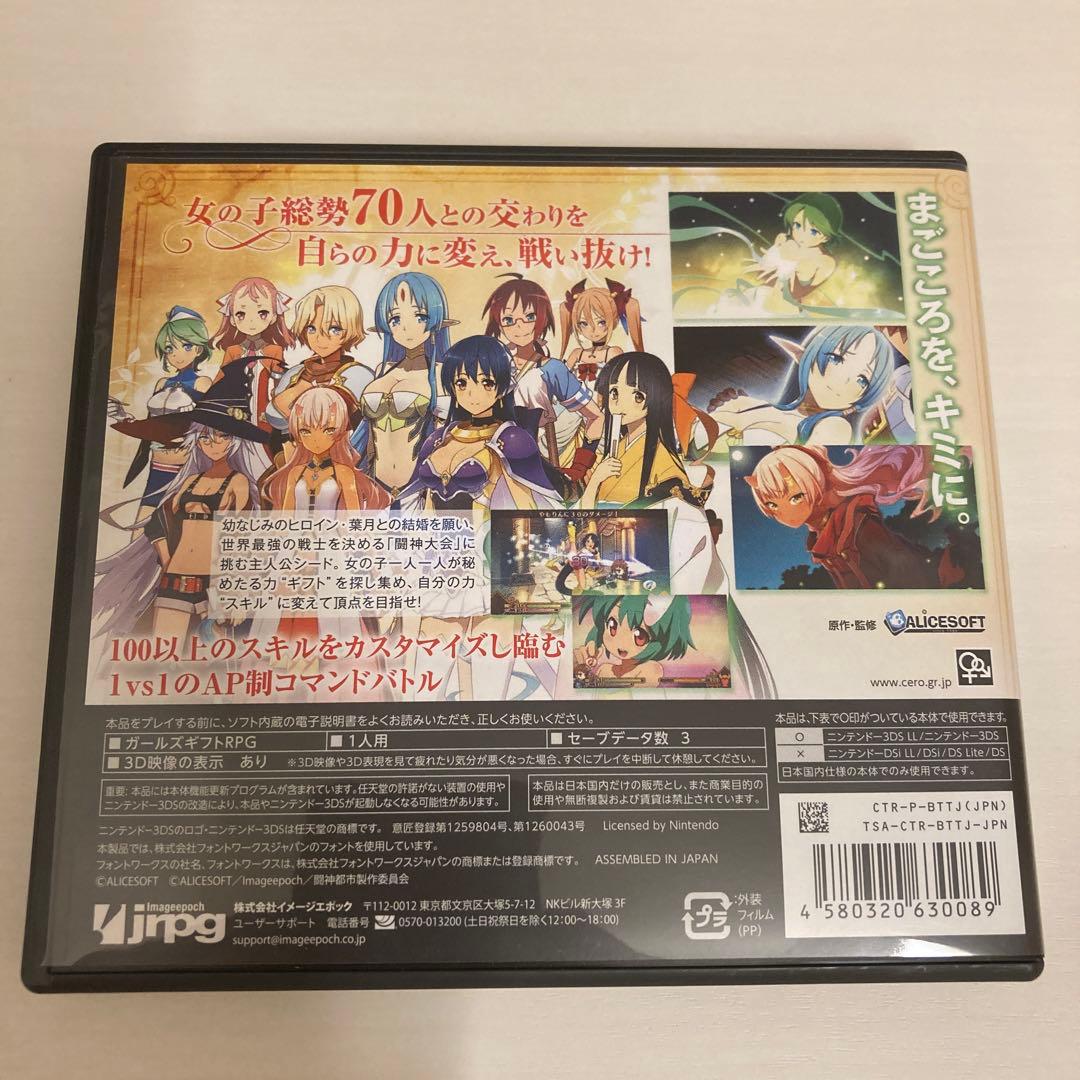 女の子総勢70人との交わりを
自らの力に変え、戦い抜け!
まごころを、キミに。
幼なじみのヒロイン・葉月との結婚を願い、
世界最強の戦士を決める「闘神大会」に
挑む主人公シード。女の子一人一人が秘
めたる力“ギフト”を探し集め、自分の力
“スキル”に変えて頂点を目指せ!
やもりんに30のダメージ!
30
100以上のスキルをカスタマイズし臨む
1vs1のAP制コマンドバトル
原作・監修 ALICESOFT
www.cero.gr.jp
本品をプレイする前に、ソフト内蔵の電子説明書をよくお読みいただき、正しくお使いください。
■ ガールズギフトRPG ■ 1人用 ■ セーブデータ数 3
■ 3D映像の表示 あり ※3D映像や3D表現を見て疲れたり気分が悪くなった場合、すぐにプレイを中断して休憩してください。
重要:本品には本体機能更新プログラムが含まれています。任天堂の許諾がない装置の使用や
ニンテンドー3DSの改造により、本品やニンテンドー3DSが起動しなくなる可能性があります。
本品は日本国内だけの販売とし、また商業目的の
使用や無断複製および賃貸は禁止されています。
本品は、下表で○印がついている本体で使用できます。
○ ニンテンドー3DS LL/ニンテンドー3DS
× ニンテンドーDSi LL/DSi/DS Lite/DS
日本国内仕様の本体でのみ使用できます。
ニンテンドー3DSのロゴ・ニンテンドー3DSは任天堂の商標です。 意匠登録第1259804号、第1260043号 Licensed by Nintendo
本製品では、株式会社フォントワークスジャパンのフォントを使用しています。
フォントワークスの社名、フォントワークスは、株式会社フォントワークスジャパンの商標または登録商標です。 ASSEMBLED IN JAPAN
©ALICESOFT ©ALICESOFT/Imageepoch/闘神都市製作委員会
Imageepoch
jrpg
株式会社イメージエポック 〒112-0012 東京都文京区大塚5-7-12 NKビル新大塚 3F
ユーザーサポート 電話番号 0570-013200 (土日祝祭日を除く12:00~18:00)
support@imageepoch.co.jp
プラ
:外装
フィルム
(PP)
CTR-P-BTTJ(JPN)
TSA-CTR-BTTJ-JPN
4 580320 630089